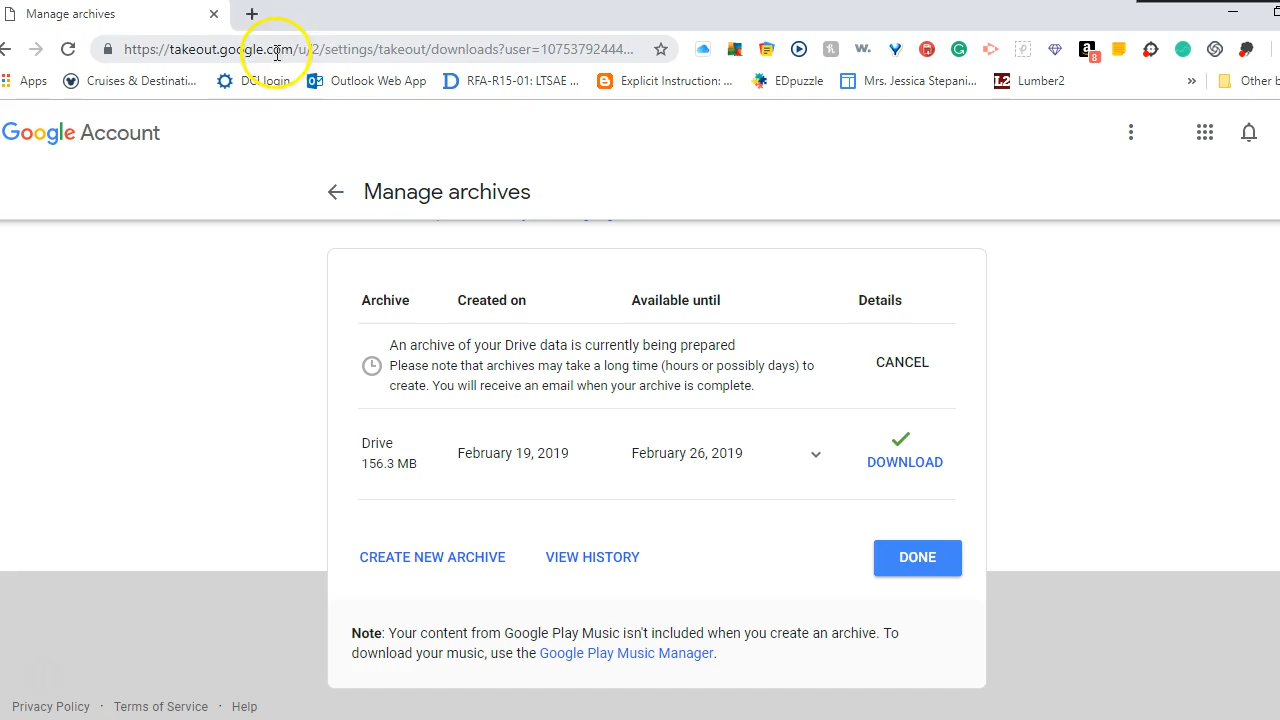 Manage archives
https://takeout.google.com/u/2/settings/takeout/downloads?user=10753792444...
8
Apps Cruises & Destinati... DCLlogin Outlook Web App RFA-R15-01: LTSAE ... Explicit Instruction: ... EDpuzzle Mrs. Jessica Stepani... L2 Lumber2 » Other b
Google Account
Manage archives
Archive Created on Available until Details
An archive of your Drive data is currently being prepared
Please note that archives may take a long time (hours or possibly days) to
create. You will receive an email when your archive is complete.
CANCEL
Drive
156.3 MB
February 19, 2019 February 26, 2019
DOWNLOAD
CREATE NEW ARCHIVE VIEW HISTORY DONE
Note: Your content from Google Play Music isn't included when you create an archive. To
download your music, use the Google Play Music Manager.
Privacy Policy · Terms of Service · Help